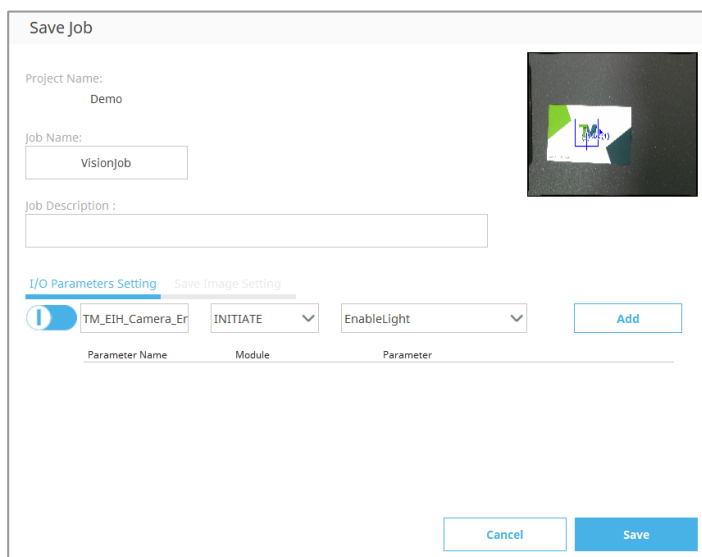 Save Job
Project Name:
Demo
Job Name:
VisionJob
Job Description :
I/O Parameters Setting Save Image Setting
TM_EIH_Camera_Er INITIATE EnableLight Add
Parameter Name Module Parameter
Cancel Save